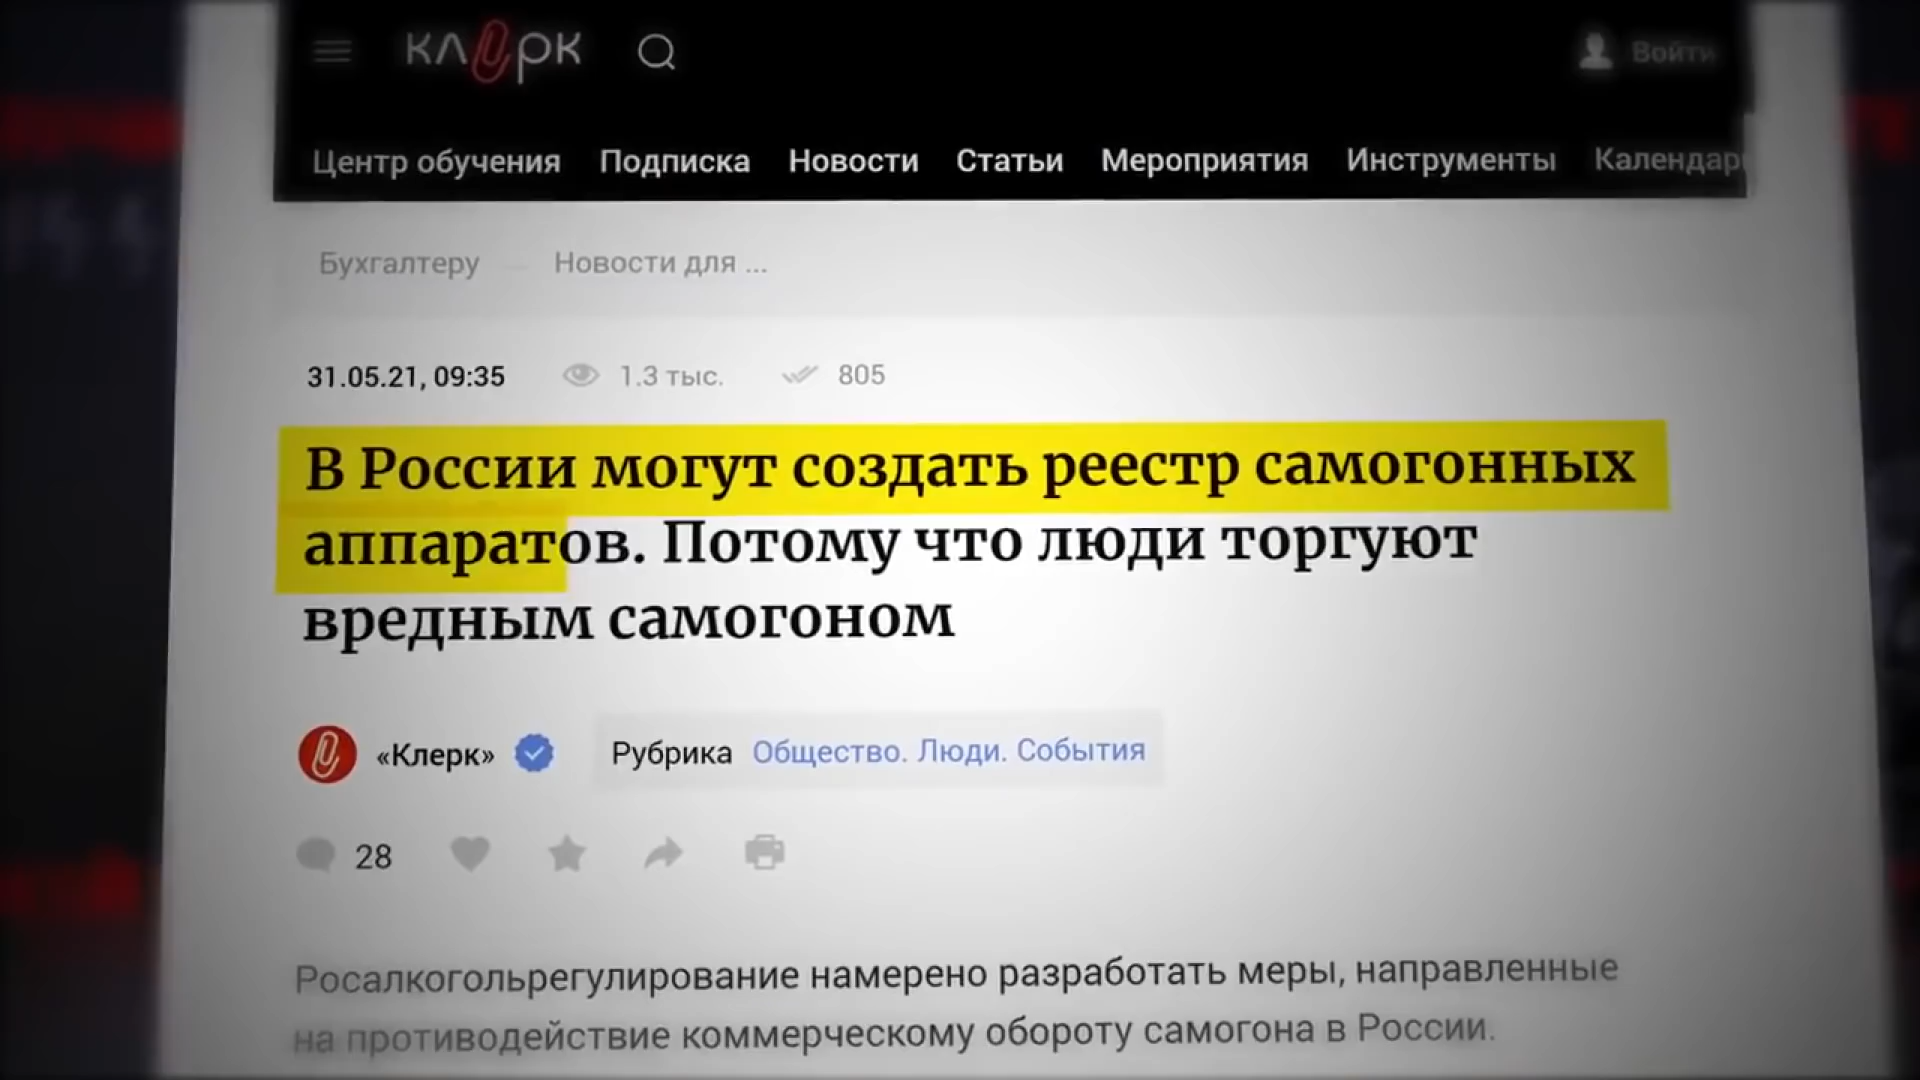 клерк
Войти
Центр обучения Подписка Новости Статьи Мероприятия Инструменты Календарь
Бухгалтеру — Новости для ...
31.05.21, 09:35 1.3 тыс. 805
В России могут создать реестр самогонных
аппаратов. Потому что люди торгуют
вредным самогоном
«Клерк» Рубрика Общество. Люди. События
28
Росалкогольрегулирование намерено разработать меры, направленные
на противодействие коммерческому обороту самогона в России.